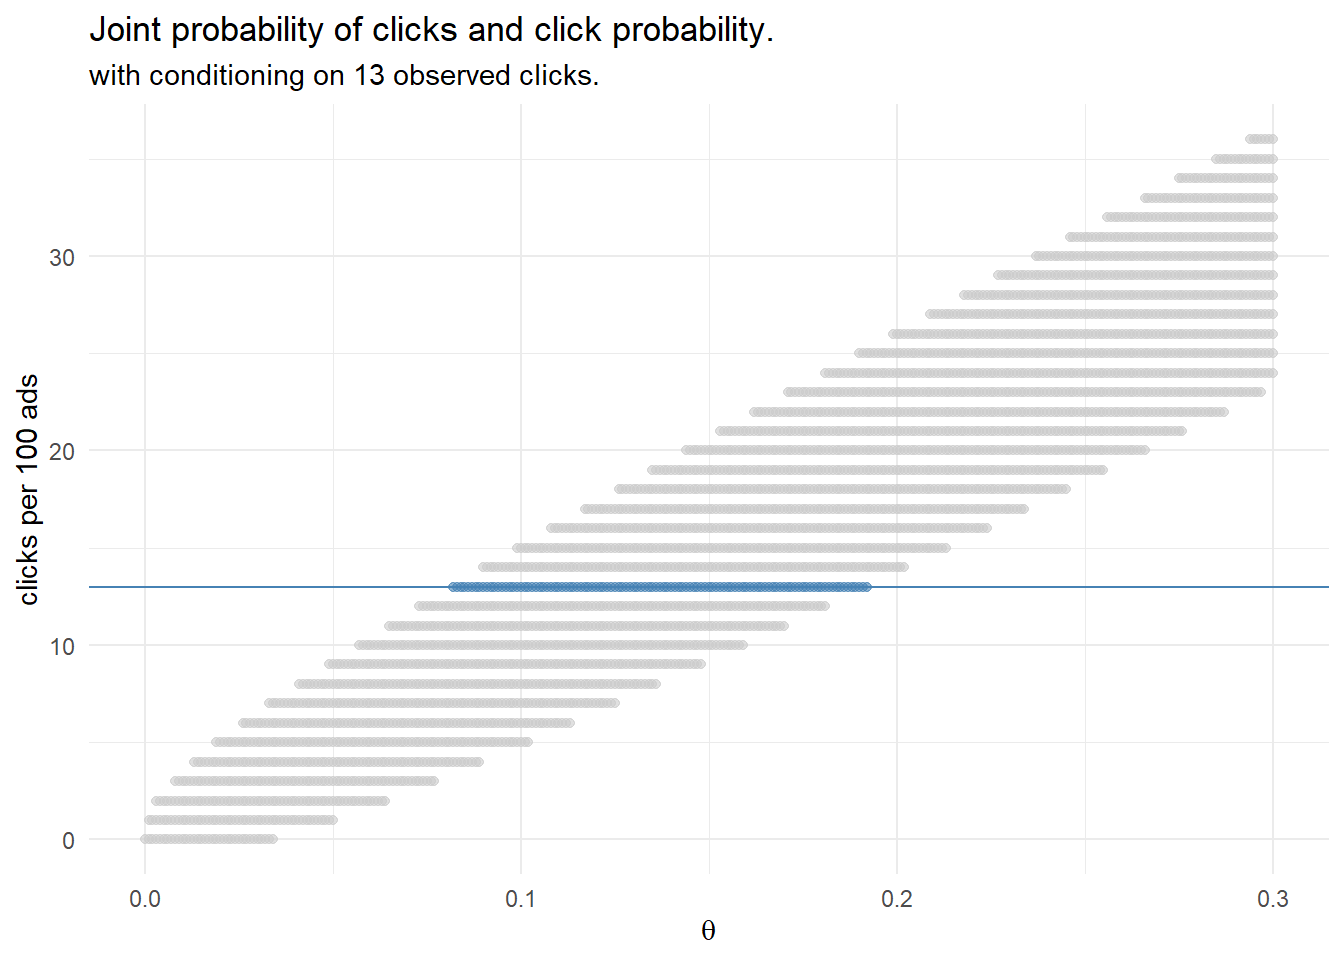 Joint probability of clicks and click probability.
with conditioning on 13 observed clicks.
clicks per 100 ads
30
20
10
0
0.0 0.1 0.2 0.3
θ